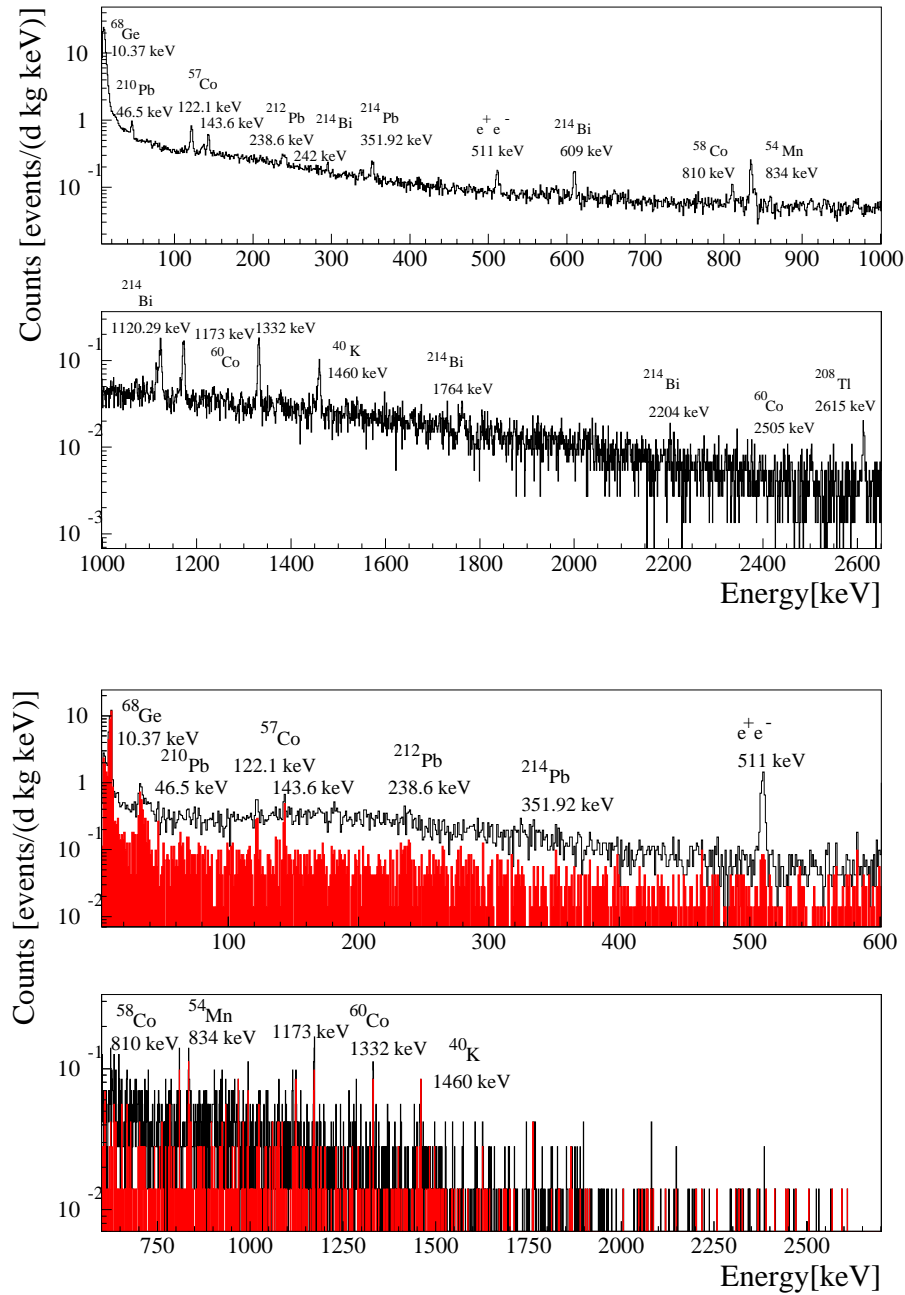 Counts [events/(d kg keV)]
10
1
10 -1
68Ge
10.37 keV
210Pb
46.5 keV
57Co
122.1 keV
143.6 keV
212Pb
238.6 keV
214Bi
242 keV
214Pb
351.92 keV
e+ e-
511 keV
214Bi
609 keV
58Co
810 keV
54Mn
834 keV
100 200 300 400 500 600 700 800 900 1000
10 -1
10 -2
10 -3
214
Bi
1120.29 keV
1173 keV
1332 keV
60Co
40K
1460 keV
214Bi
1764 keV
214Bi
2204 keV
60Co
2505 keV
208Tl
2615 keV
1000 1200 1400 1600 1800 2000 2200 2400 2600
Energy[keV]
Counts [events/(d kg keV)]
10
1
10 -1
10 -2
68Ge
10.37 keV
210Pb
46.5 keV
57Co
122.1 keV
143.6 keV
212Pb
238.6 keV
214Pb
351.92 keV
e+e-
511 keV
100 200 300 400 500 600
10 -1
10 -2
58Co
810 keV
54Mn
834 keV
1173 keV
60Co
1332 keV
40K
1460 keV
750 1000 1250 1500 1750 2000 2250 2500
Energy[keV]